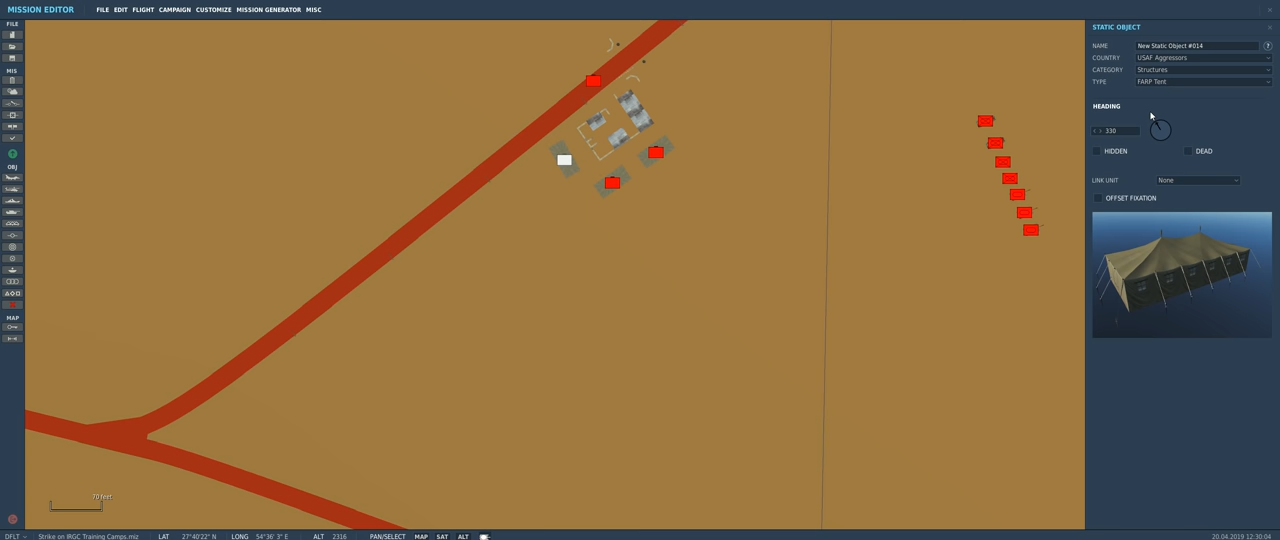 MISSION EDITOR FILE EDIT FLIGHT CAMPAIGN CUSTOMIZE MISSION GENERATOR MISC
FILE
MIS
OBJ
MAP
STATIC OBJECT
NAME New Static Object #014 ?
COUNTRY USAF Aggressors
CATEGORY Structures
TYPE FARP Tent
HEADING
330
HIDDEN DEAD
LINK UNIT None
OFFSET FIXATION
70 feet
DFLT Strike on IRGC Training Camps.miz LAT 27°40'22" N LONG 54°36' 3" E ALT 2316 PAN/SELECT MAP SAT ALT 20.04.2019 12:30:04